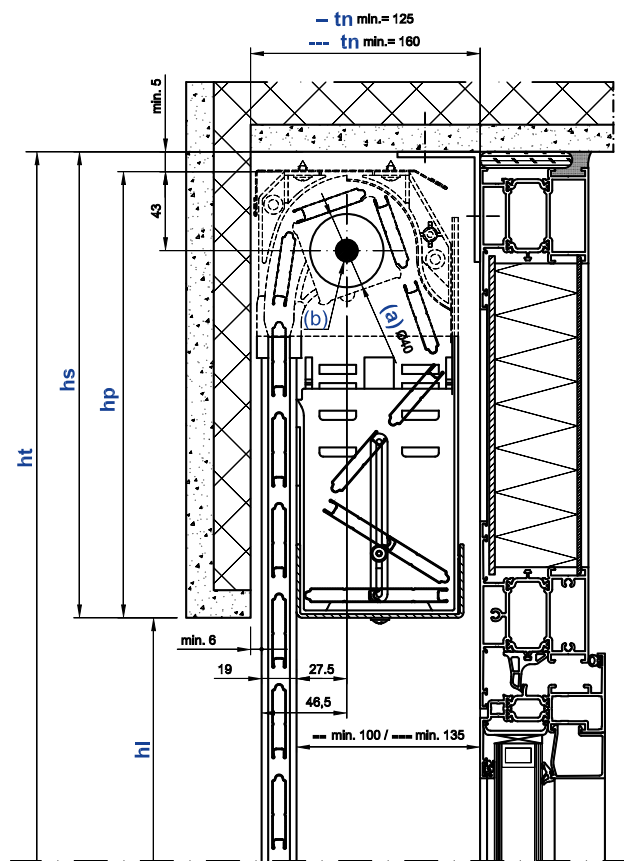 – tn min.= 125
--- tn min.= 160
min. 5
43
(b)
(a) Ø40
hs
hp
ht
min. 6
19
27.5
46,5
-- min. 100 / --- min. 135
hl